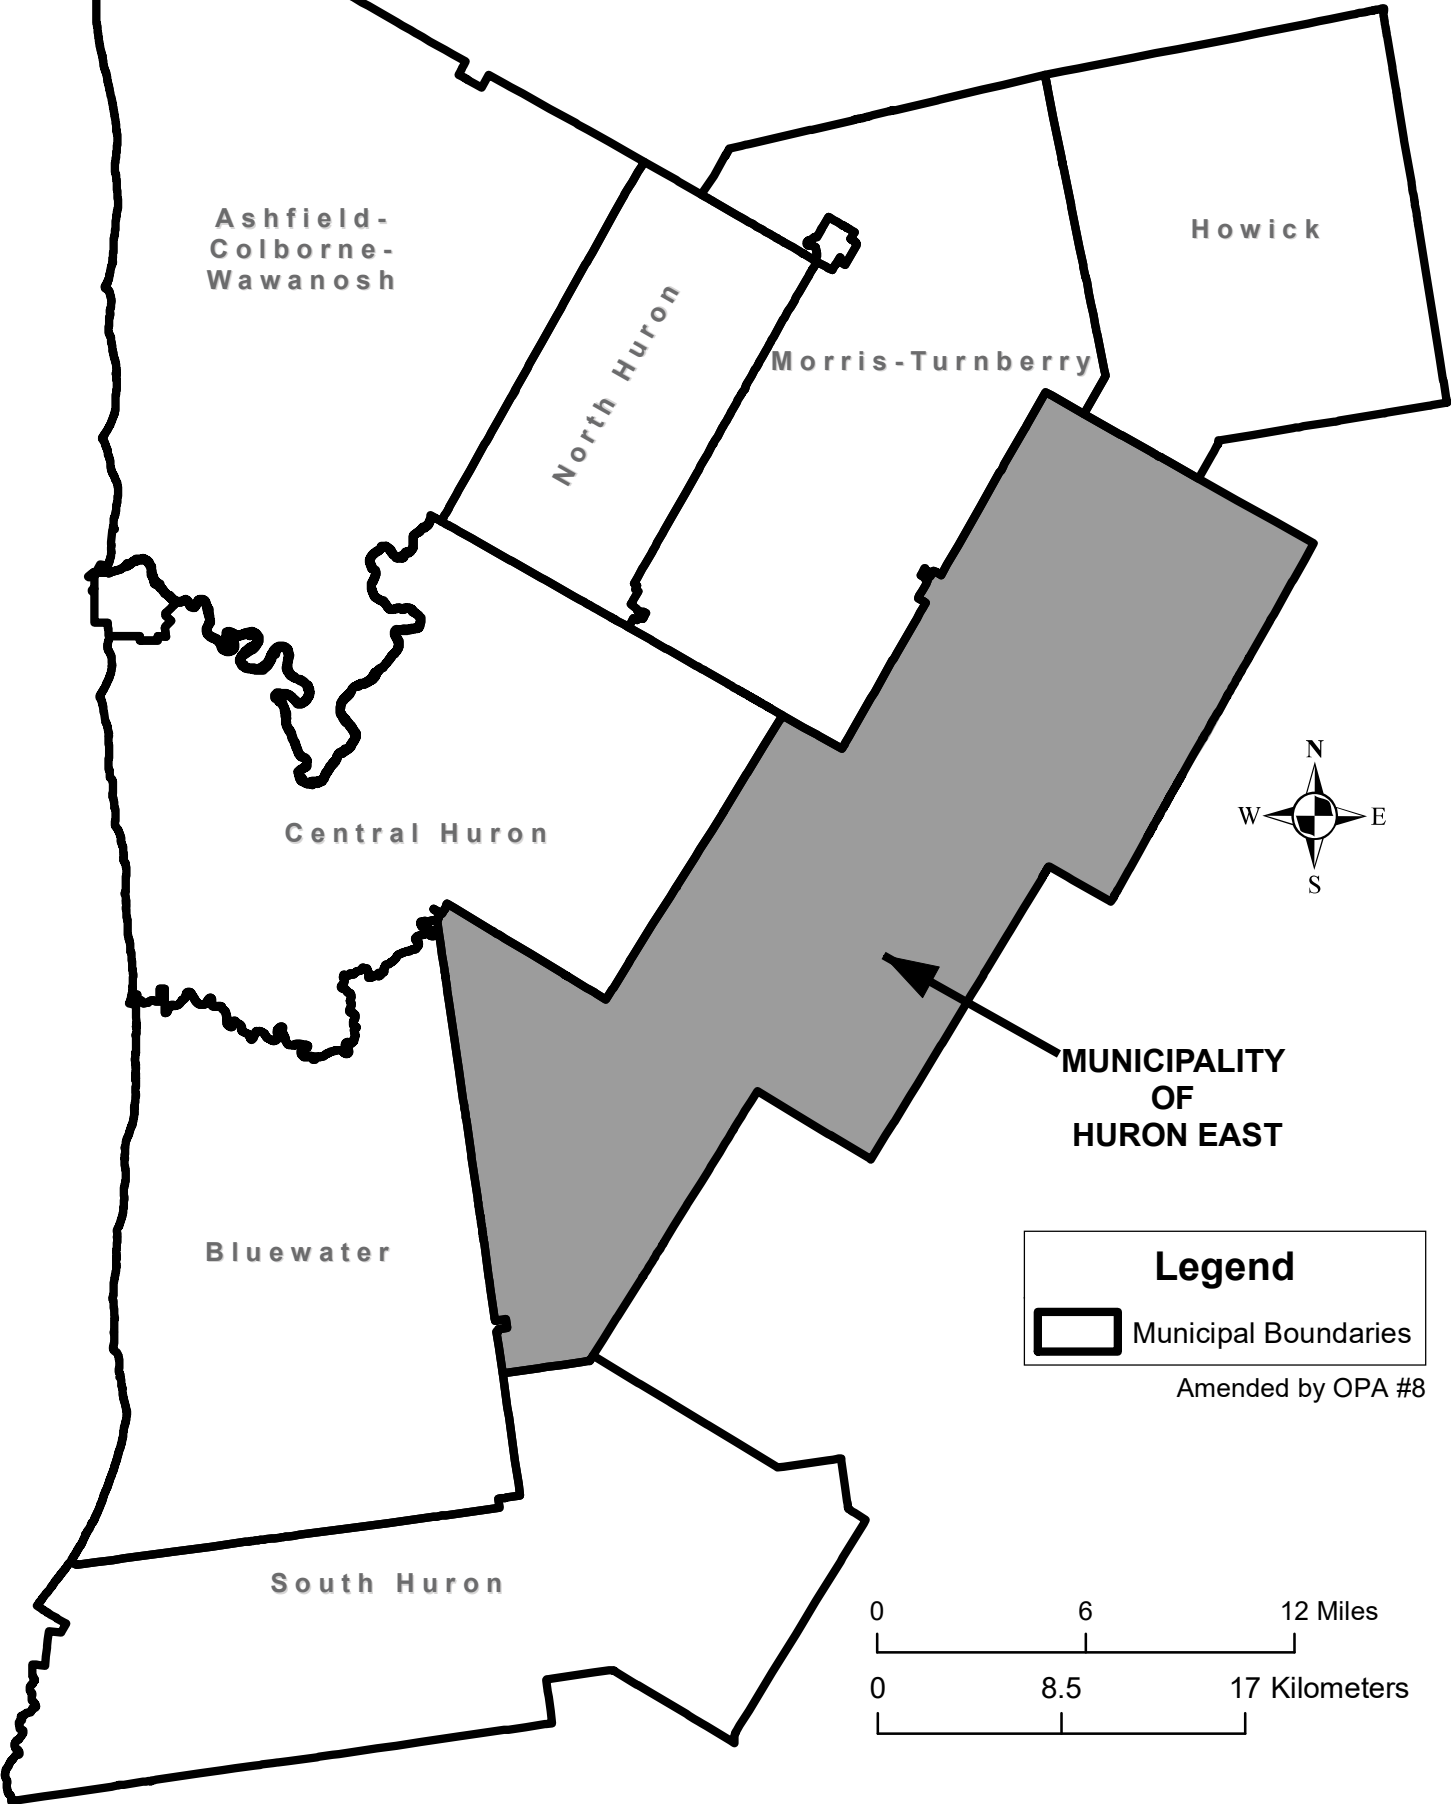 Ashfield-
Colborne-
Wawanosh
Howick
North Huron
Morris-Turnberry
N
W
E
S
Central Huron
MUNICIPALITY
OF
HURON EAST
Bluewater
Legend
Municipal Boundaries
Amended by OPA #8
South Huron
0 6 12 Miles
0 8.5 17 Kilometers